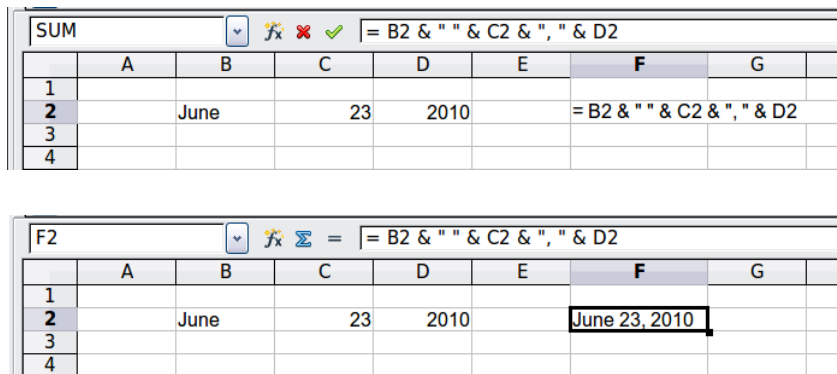 SUM = B2 & " " & C2 & ", " & D2
A B C D E F G
1
2 June 23 2010 = B2 & " " & C2 & ", " & D2
3
4
F2 = = B2 & " " & C2 & ", " & D2
A B C D E F G
1
2 June 23 2010 June 23, 2010
3
4